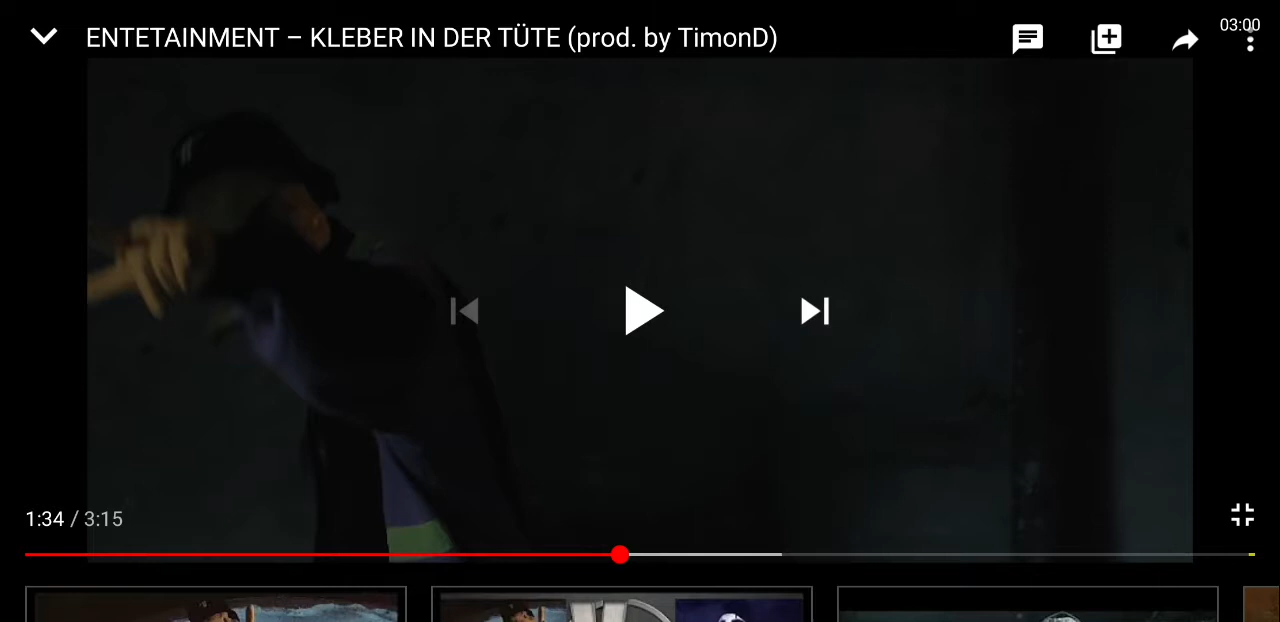 ENTETAINMENT – KLEBER IN DER TÜTE (prod. by TimonD)
03:00
1:34 / 3:15